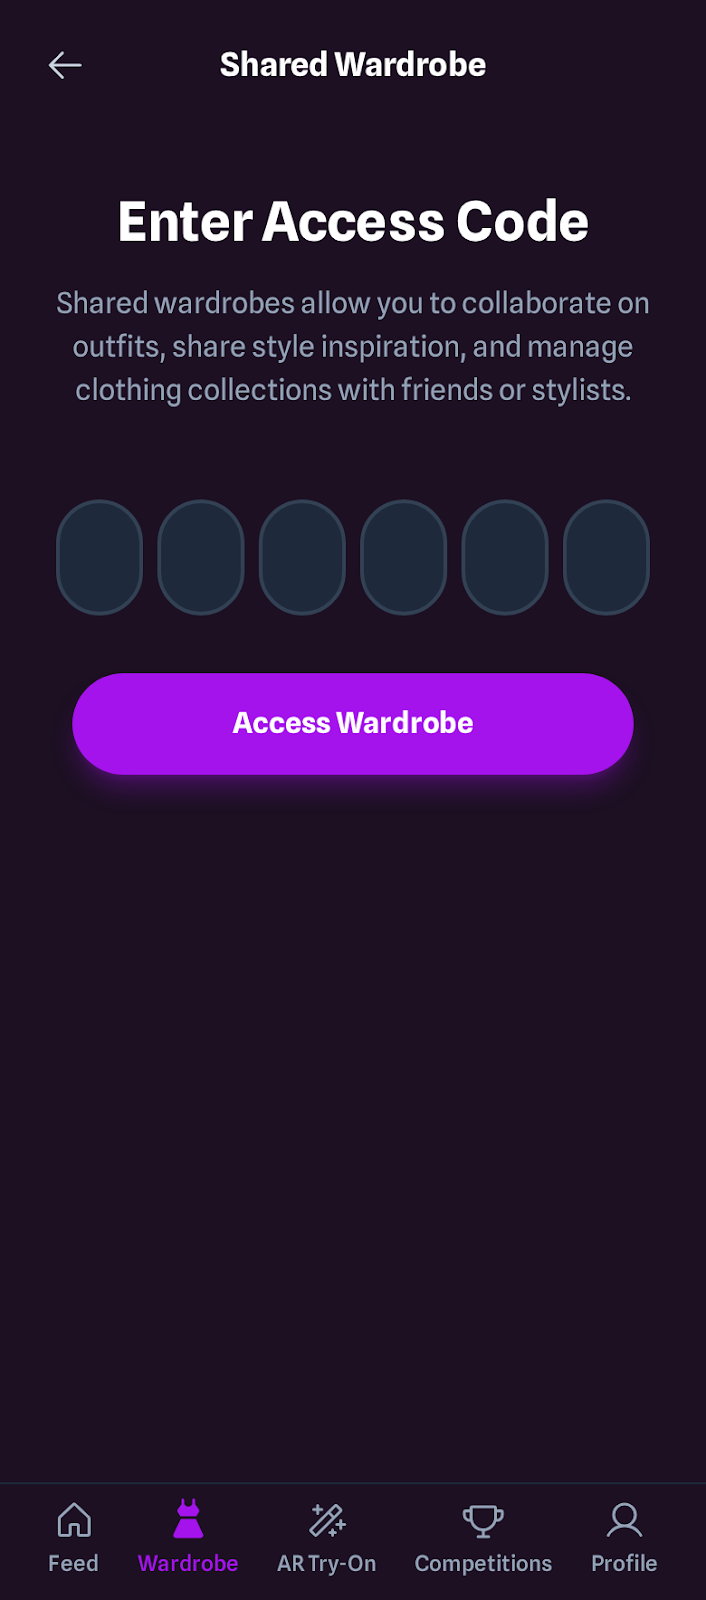 Shared Wardrobe
Enter Access Code
Shared wardrobes allow you to collaborate on
outfits, share style inspiration, and manage
clothing collections with friends or stylists.
Access Wardrobe
Feed
Wardrobe
AR Try-On
Competitions
Profile